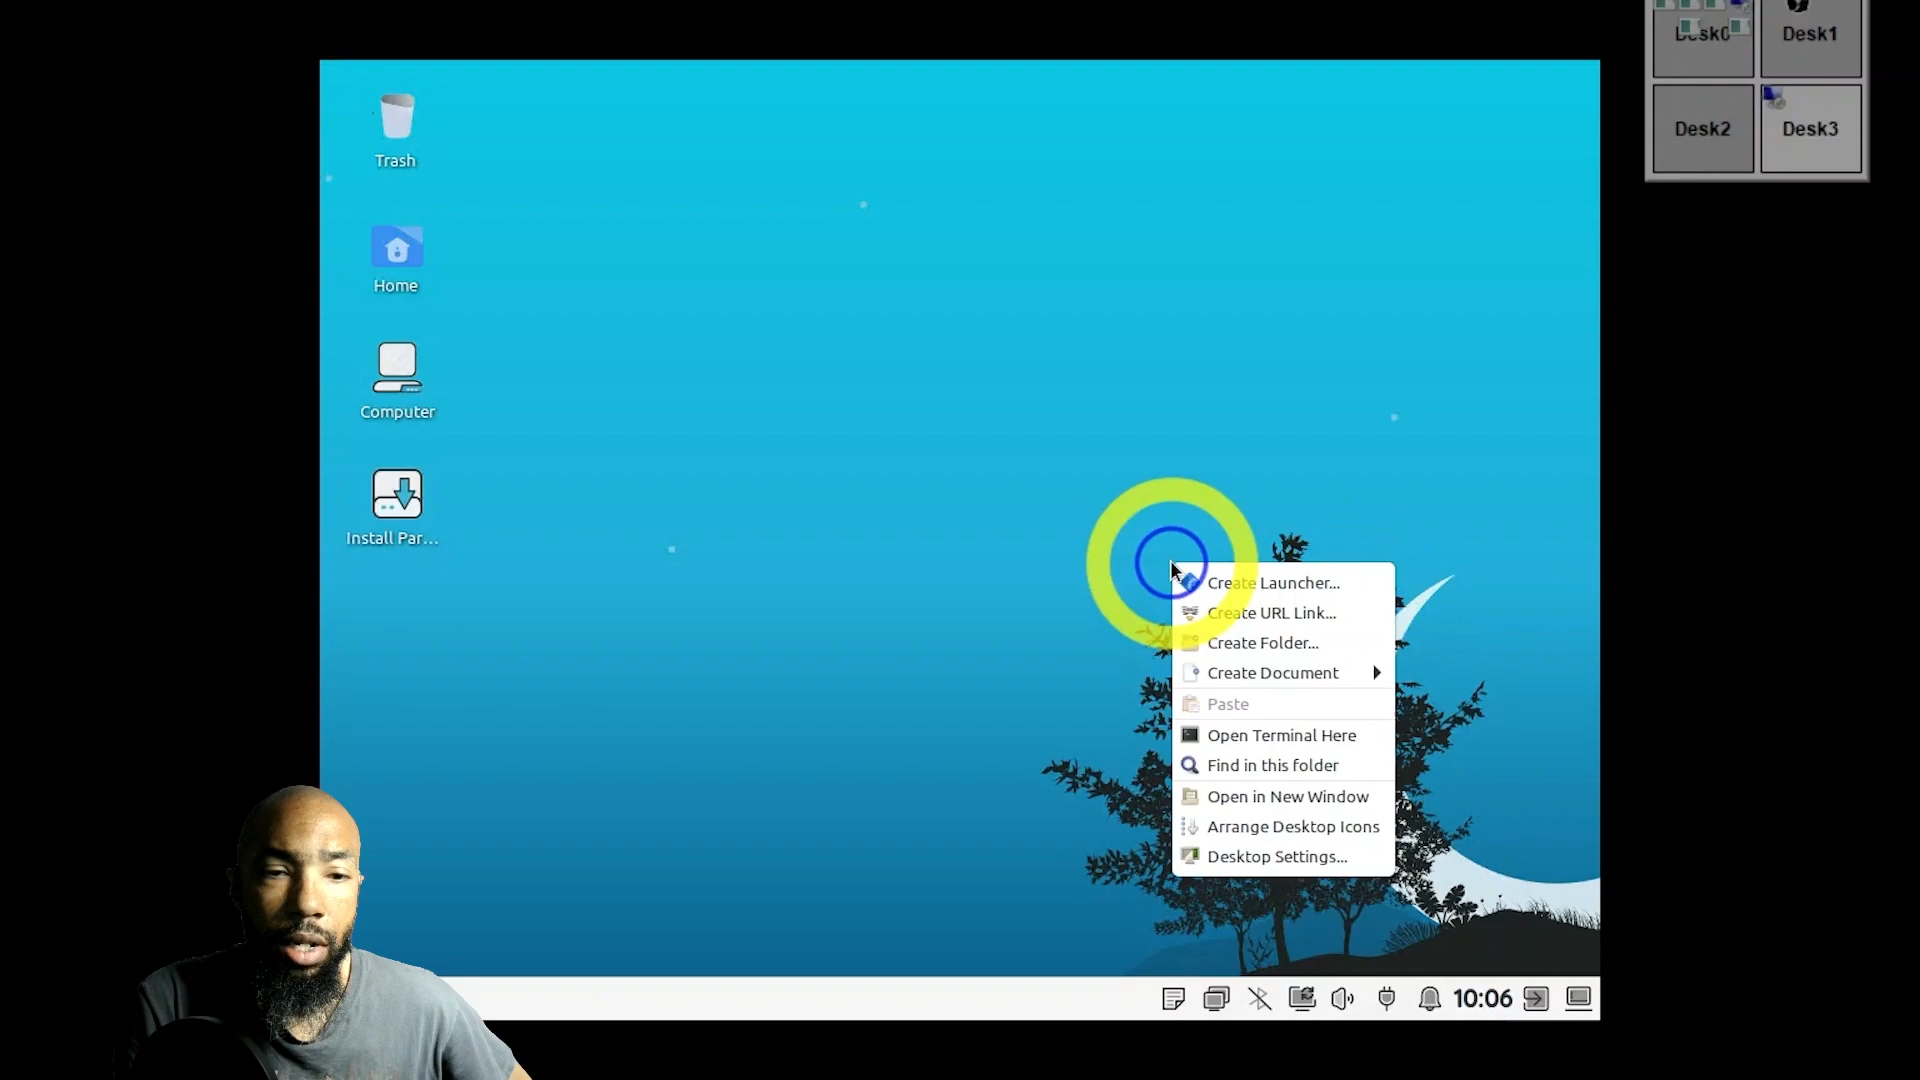 Desk0
Desk1
Desk2
Desk3
Trash
Home
Computer
Install Par...
Create Launcher...
Create URL Link...
Create Folder...
Create Document
Paste
Open Terminal Here
Find in this folder
Open in New Window
Arrange Desktop Icons
Desktop Settings...
10:06